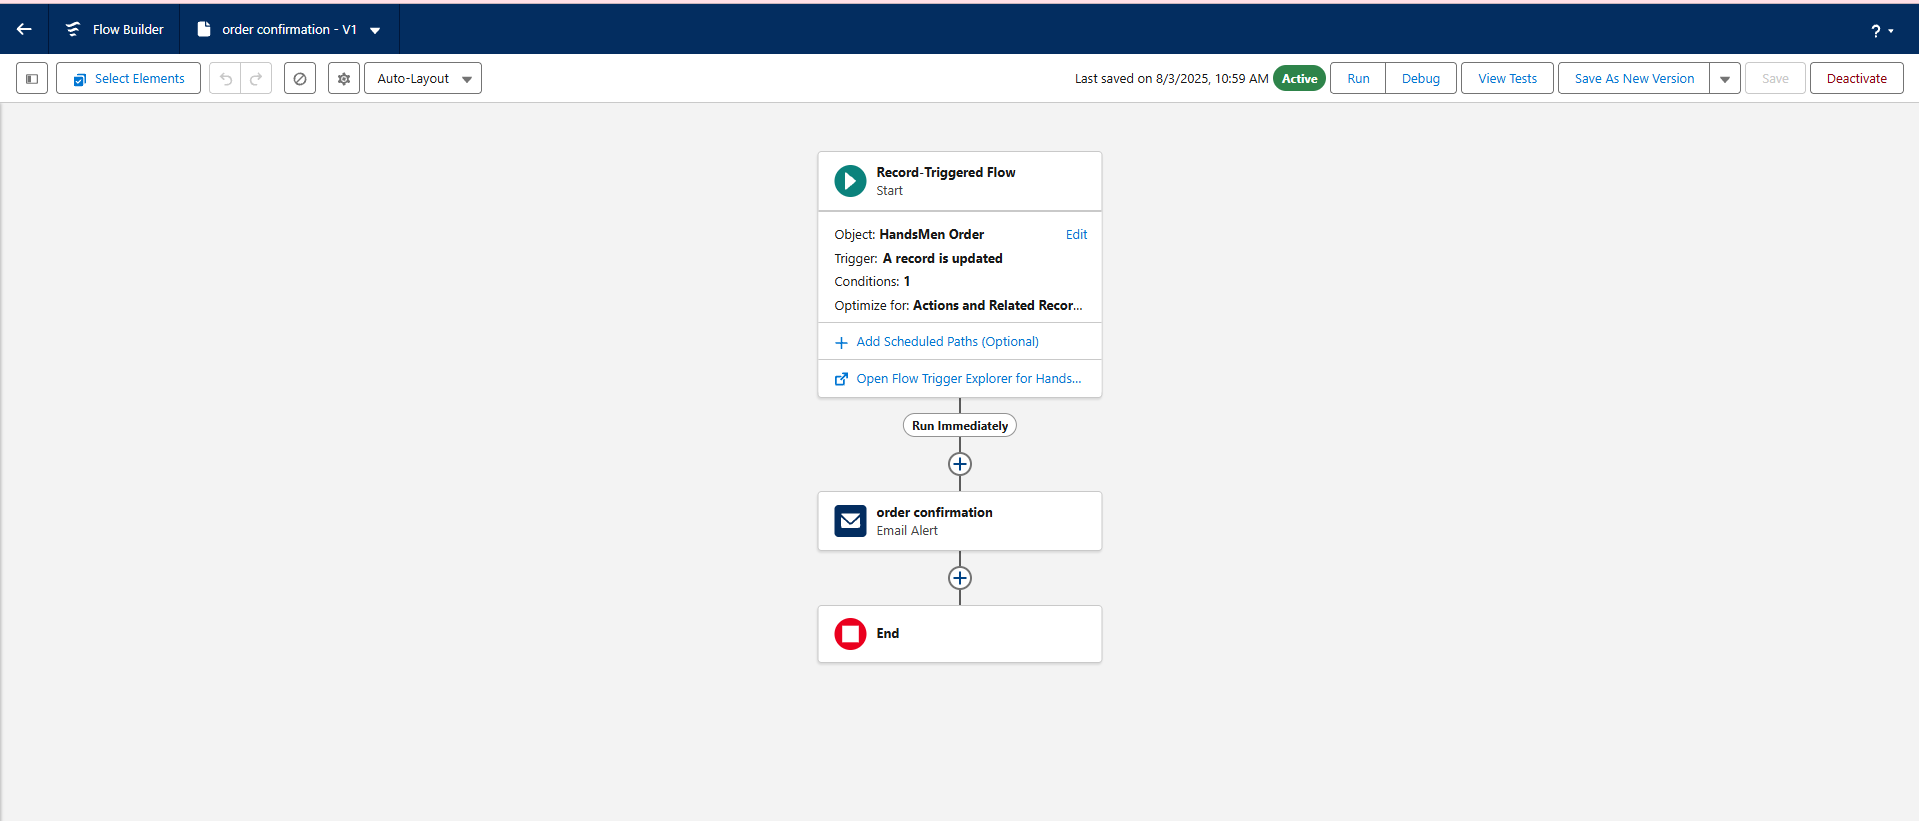 Flow Builder
order confirmation - V1
?
Select Elements
Auto-Layout
Last saved on 8/3/2025, 10:59 AM
Active
Run
Debug
View Tests
Save As New Version
Save
Deactivate
Record-Triggered Flow
Start
Object: HandsMen Order
Edit
Trigger: A record is updated
Conditions: 1
Optimize for: Actions and Related Recor...
Add Scheduled Paths (Optional)
Open Flow Trigger Explorer for Hands...
Run Immediately
order confirmation
Email Alert
End